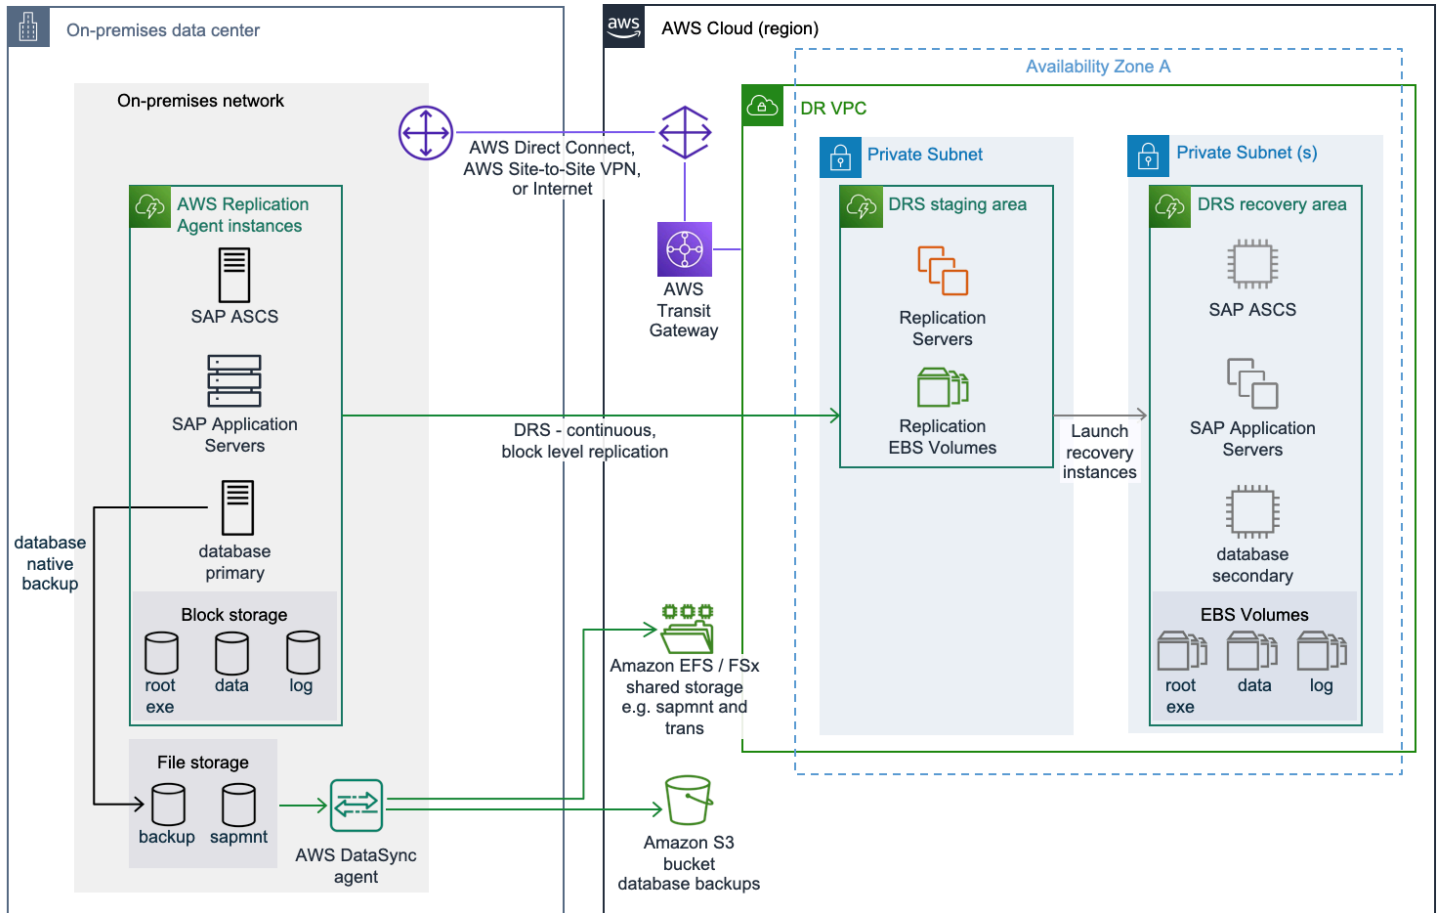 On-premises data center
aws
AWS Cloud (region)
Availability Zone A
On-premises network
DR VPC
AWS Direct Connect,
AWS Site-to-Site VPN,
or Internet
Private Subnet
Private Subnet (s)
AWS Replication
Agent instances
DRS staging area
DRS recovery area
SAP ASCS
AWS
Transit
Gateway
Replication
Servers
SAP ASCS
SAP Application
Servers
DRS - continuous,
block level replication
Replication
EBS Volumes
Launch
recovery
instances
SAP Application
Servers
database
native
backup
database
primary
database
secondary
Block storage
root
exe
data
log
Amazon EFS / FSx
shared storage
e.g. sapmnt and
trans
EBS Volumes
root
exe
data
log
File storage
backup
sapmnt
AWS DataSync
agent
Amazon S3
bucket
database backups